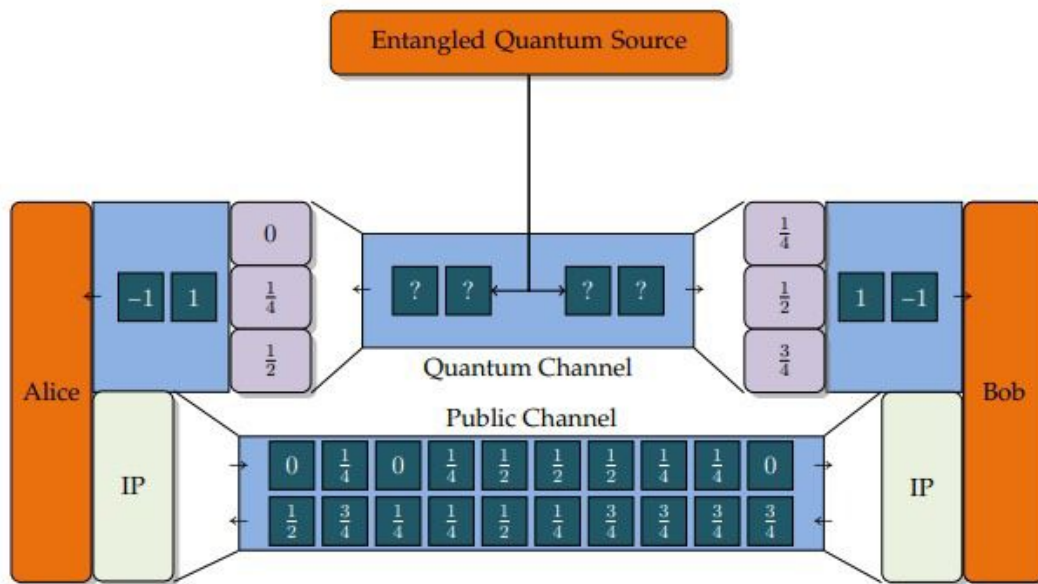 Entangled Quantum Source
0 1/4
−1 1 1/4 ? ? ? ? 1/2 1 −1
1/2 3/4
Quantum Channel
Alice Bob
Public Channel
IP IP
0 1/4 0 1/4 1/2 1/2 1/2 1/4 1/4 0
1/2 3/4 1/4 1/4 1/2 1/4 3/4 3/4 3/4 3/4